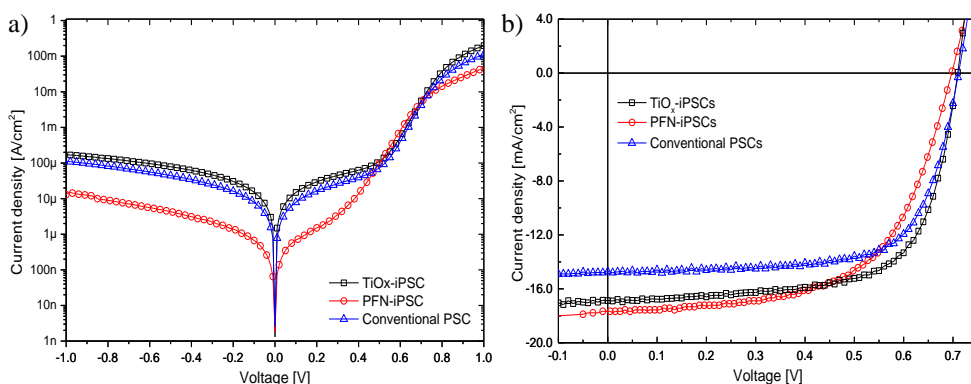 a)
Current density [A/cm²]
100m
10m
1m
100µ
10µ
1µ
100n
10n
1n
TiOx-iPSC
PFN-iPSC
Conventional PSC
-1.0 -0.8 -0.6 -0.4 -0.2 0.0 0.2 0.4 0.6 0.8 1.0
Voltage [V]
b)
Current density [mA/cm²]
4.0
0.0
-4.0
-8.0
-12.0
-16.0
-20.0
TiOₓ-iPSCs
PFN-iPSCs
Conventional PSCs
-0.1 0.0 0.1 0.2 0.3 0.4 0.5 0.6 0.7
Voltage [V]